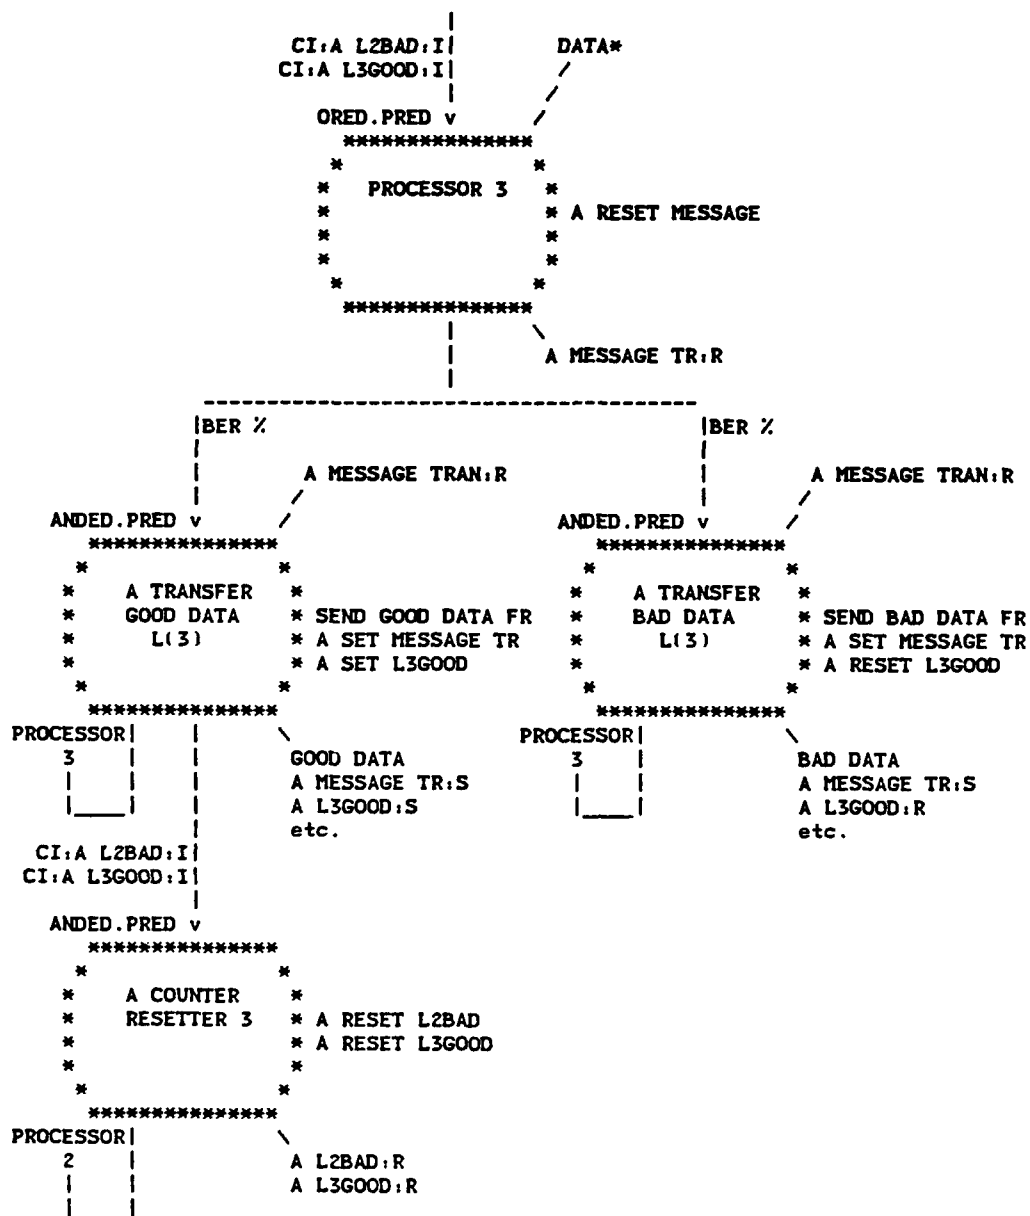 CI:A L2BAD:I DATA*
CI:A L3GOOD:I
ORED.PRED v
PROCESSOR 3
A RESET MESSAGE
A MESSAGE TR:R
BER % BER %
A MESSAGE TRAN:R A MESSAGE TRAN:R
ANDED.PRED v ANDED.PRED v
A TRANSFER A TRANSFER
GOOD DATA SEND GOOD DATA FR BAD DATA SEND BAD DATA FR
L(3) A SET MESSAGE TR L(3) A SET MESSAGE TR
A SET L3GOOD A RESET L3GOOD
PROCESSOR PROCESSOR
3 GOOD DATA 3 BAD DATA
A MESSAGE TR:S A MESSAGE TR:S
A L3GOOD:S A L3GOOD:R
etc. etc.
CI:A L2BAD:I
CI:A L3GOOD:I
ANDED.PRED v
A COUNTER
RESETTER 3 A RESET L2BAD
A RESET L3GOOD
PROCESSOR
2 A L2BAD:R
A L3GOOD:R